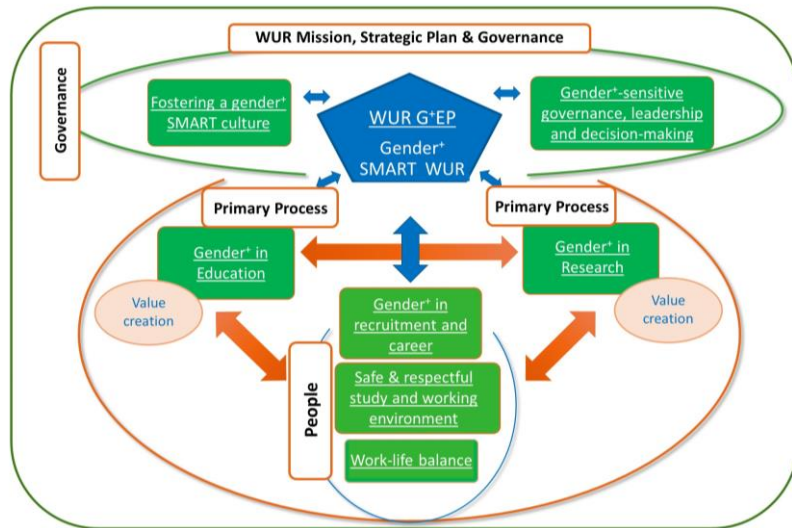 WUR Mission, Strategic Plan & Governance
Governance
Fostering a gender⁺
SMART culture
WUR G⁺EP
Gender⁺
SMART WUR
Gender⁺-sensitive
governance, leadership
and decision-making
Primary Process
Primary Process
Gender⁺ in
Education
Gender⁺ in
Research
Value
creation
Value
creation
People
Gender⁺ in
recruitment and
career
Safe & respectful
study and working
environment
Work-life balance